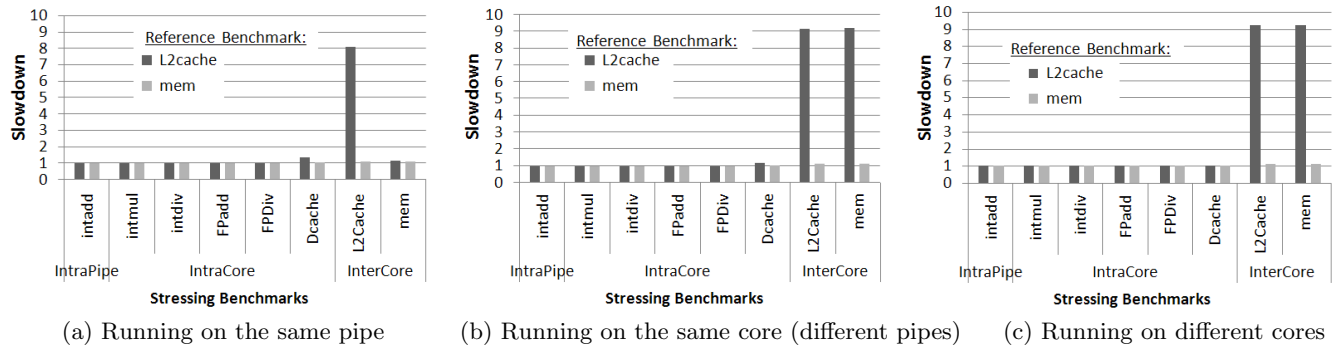 10
9
8
7
6
5
4
3
2
1
0
Slowdown
Reference Benchmark:
L2cache
mem
intadd
intmul
intdiv
FPadd
FPDiv
Dcache
L2Cache
mem
IntraPipe IntraCore InterCore
Stressing Benchmarks
(a) Running on the same pipe
10
9
8
7
6
5
4
3
2
1
0
Slowdown
Reference Benchmark:
L2cache
mem
intadd
intmul
intdiv
FPadd
FPDiv
Dcache
L2Cache
mem
IntraPipe IntraCore InterCore
Stressing Benchmarks
(b) Running on the same core (different pipes)
10
9
8
7
6
5
4
3
2
1
0
Slowdown
Reference Benchmark:
L2cache
mem
intadd
intmul
intdiv
FPadd
FPDiv
Dcache
L2Cache
mem
IntraPipe IntraCore InterCore
Stressing Benchmarks
(c) Running on different cores